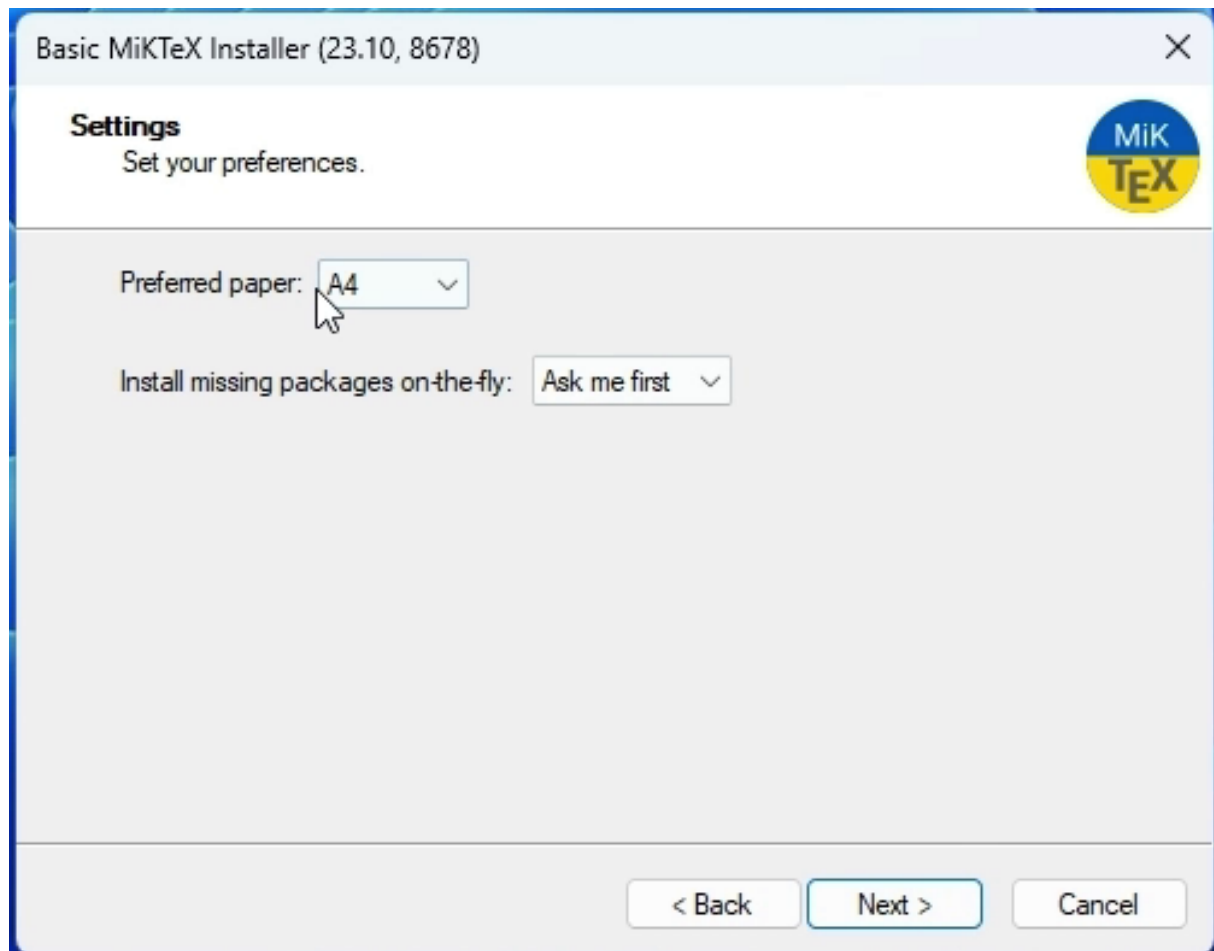 Basic MiKTeX Installer (23.10, 8678)
Settings
Set your preferences.
MiK
TEX
Preferred paper: A4
Install missing packages on-the-fly: Ask me first
< Back Next > Cancel